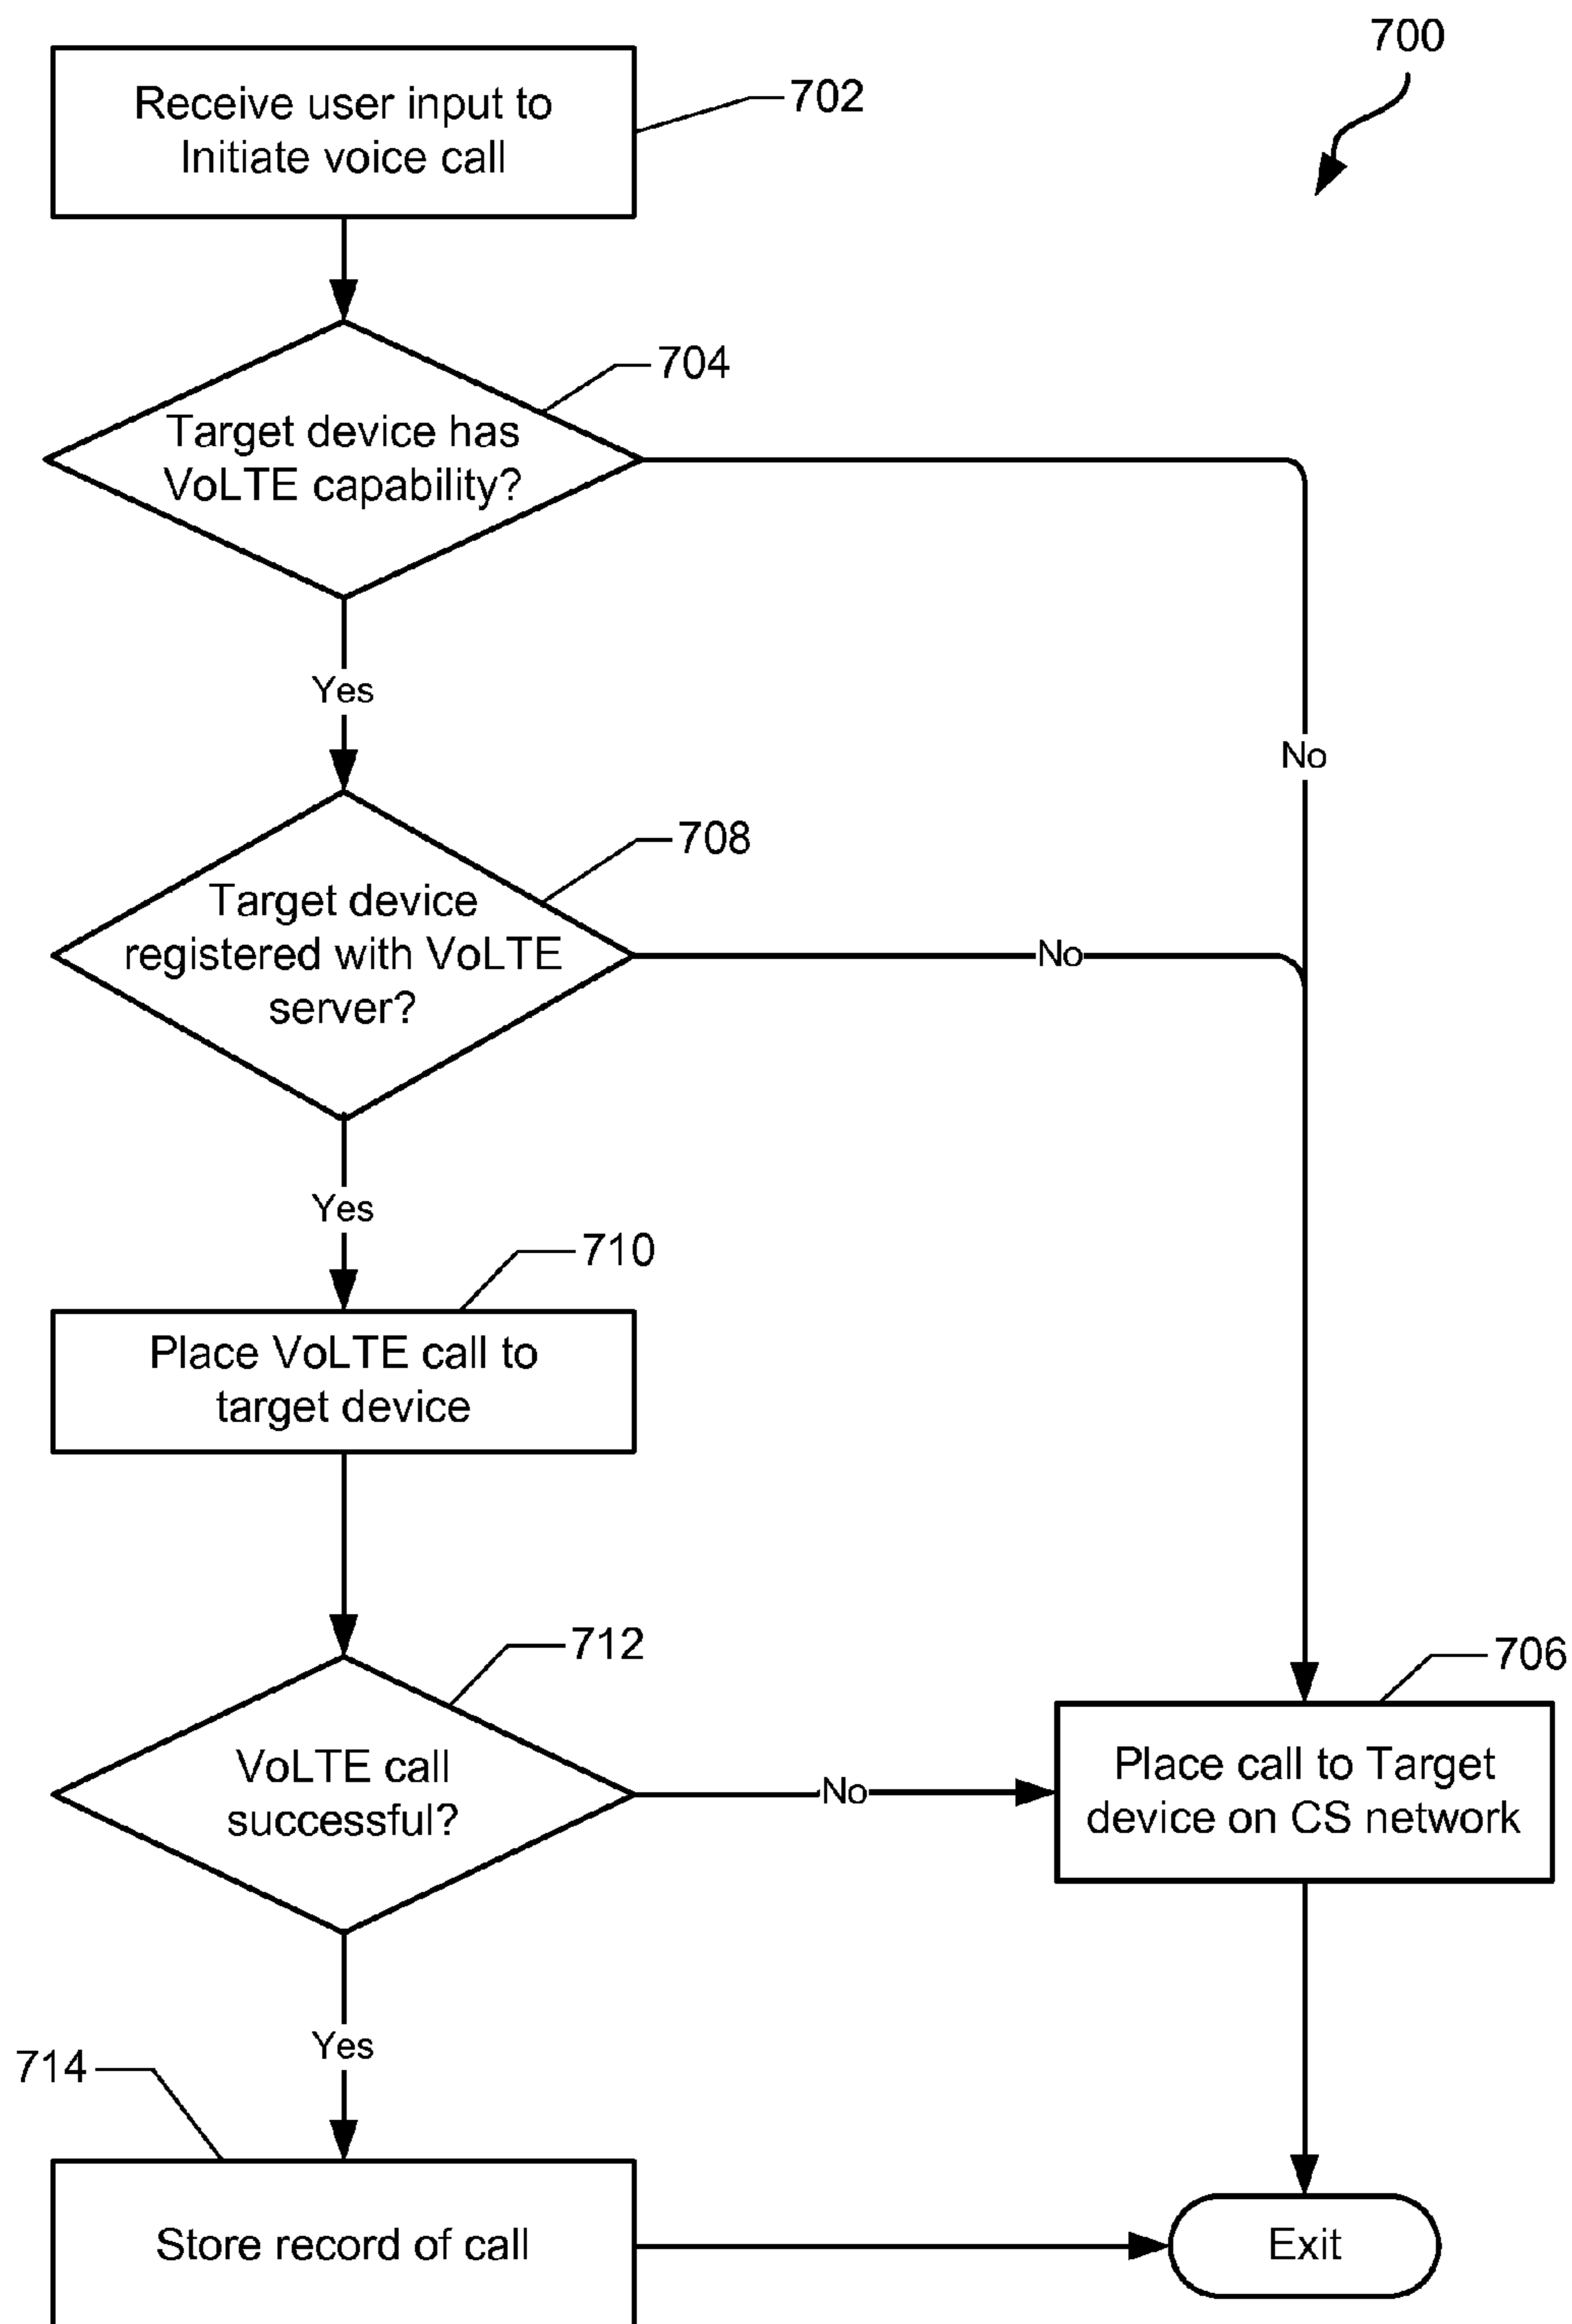 700
Receive user input to
Initiate voice call
702
704
Target device has
VoLTE capability?
Yes
No
708
Target device
registered with VoLTE
server?
No
Yes
710
Place VoLTE call to
target device
712
706
VoLTE call
successful?
No
Place call to Target
device on CS network
Yes
714
Store record of call
Exit